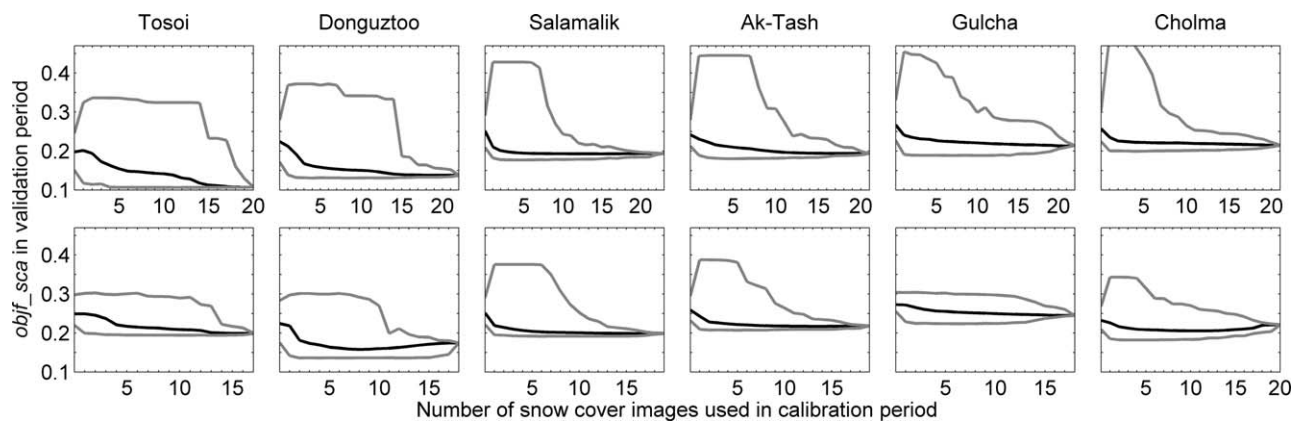 Tosoi Donguztoo Salamalik Ak-Tash Gulcha Cholma
objf_sca in validation period
0.4
0.3
0.2
0.1
5 10 15 20 5 10 15 20 5 10 15 20 5 10 15 5 10 15 20 5 10 15 20
0.4
0.3
0.2
0.1
5 10 15 5 10 15 5 10 15 5 10 15 5 10 15 5 10 15 20
Number of snow cover images used in calibration period